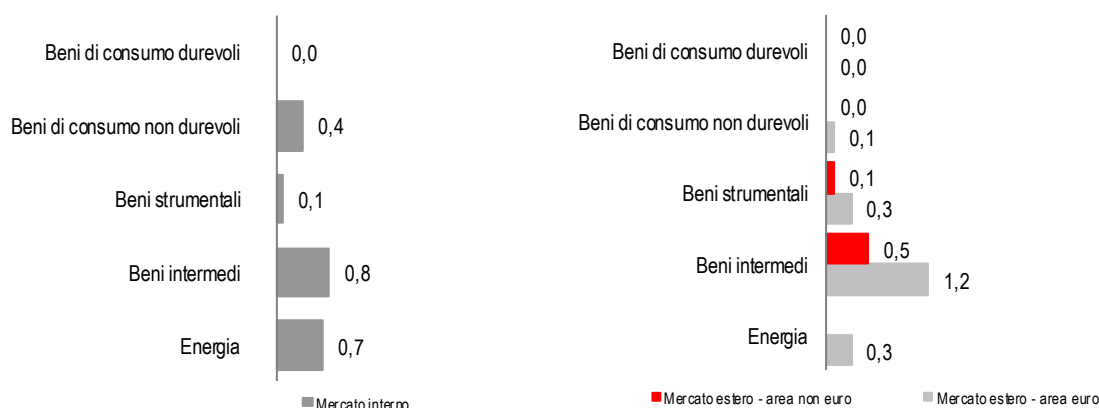 Beni di consumo durevoli 0,0
Beni di consumo non durevoli 0,4
Beni strumentali 0,1
Beni intermedi 0,8
Energia 0,7
Mercato interno
Beni di consumo durevoli 0,0
0,0
Beni di consumo non durevoli 0,0
0,1
Beni strumentali 0,1
0,3
Beni intermedi 0,5
1,2
Energia 0,3
Mercato estero - area non euro Mercato estero - area euro